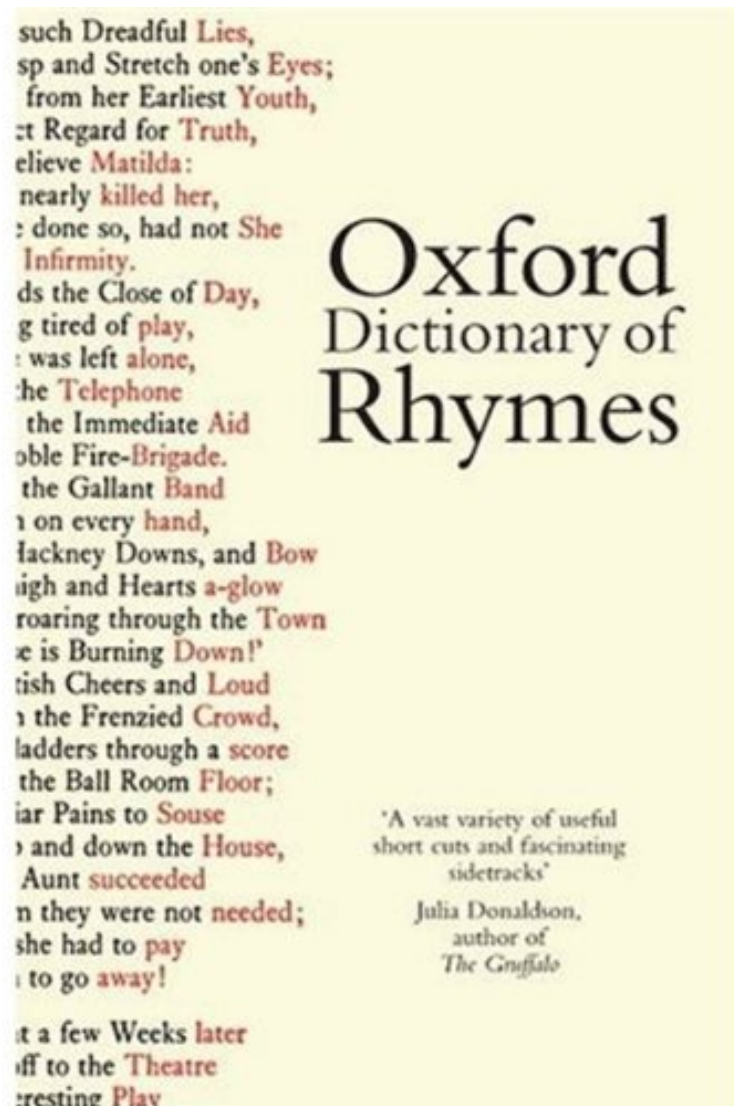 such Dreadful Lies,
sp and Stretch one's Eyes;
from her Earliest Youth,
ct Regard for Truth,
elieve Matilda:
nearly killed her,
e done so, had not She
Infirmity.
ds the Close of Day,
g tired of play,
was left alone,
the Telephone
the Immediate Aid
oble Fire-Brigade.
the Gallant Band
n on every hand,
Hackney Downs, and Bow
igh and Hearts a-glow
roaring through the Town
se is Burning Down!'
tish Cheers and Loud
n the Frenzied Crowd,
ladders through a score
the Ball Room Floor;
iar Pains to Souse
p and down the House,
Aunt succeeded
n they were not needed;
she had to pay
to go away!
t a few Weeks later
off to the Theatre
eresting Play
Oxford
Dictionary of
Rhymes
'A vast variety of useful
short cuts and fascinating
sidetracks'
Julia Donaldson,
author of
The Gruffalo